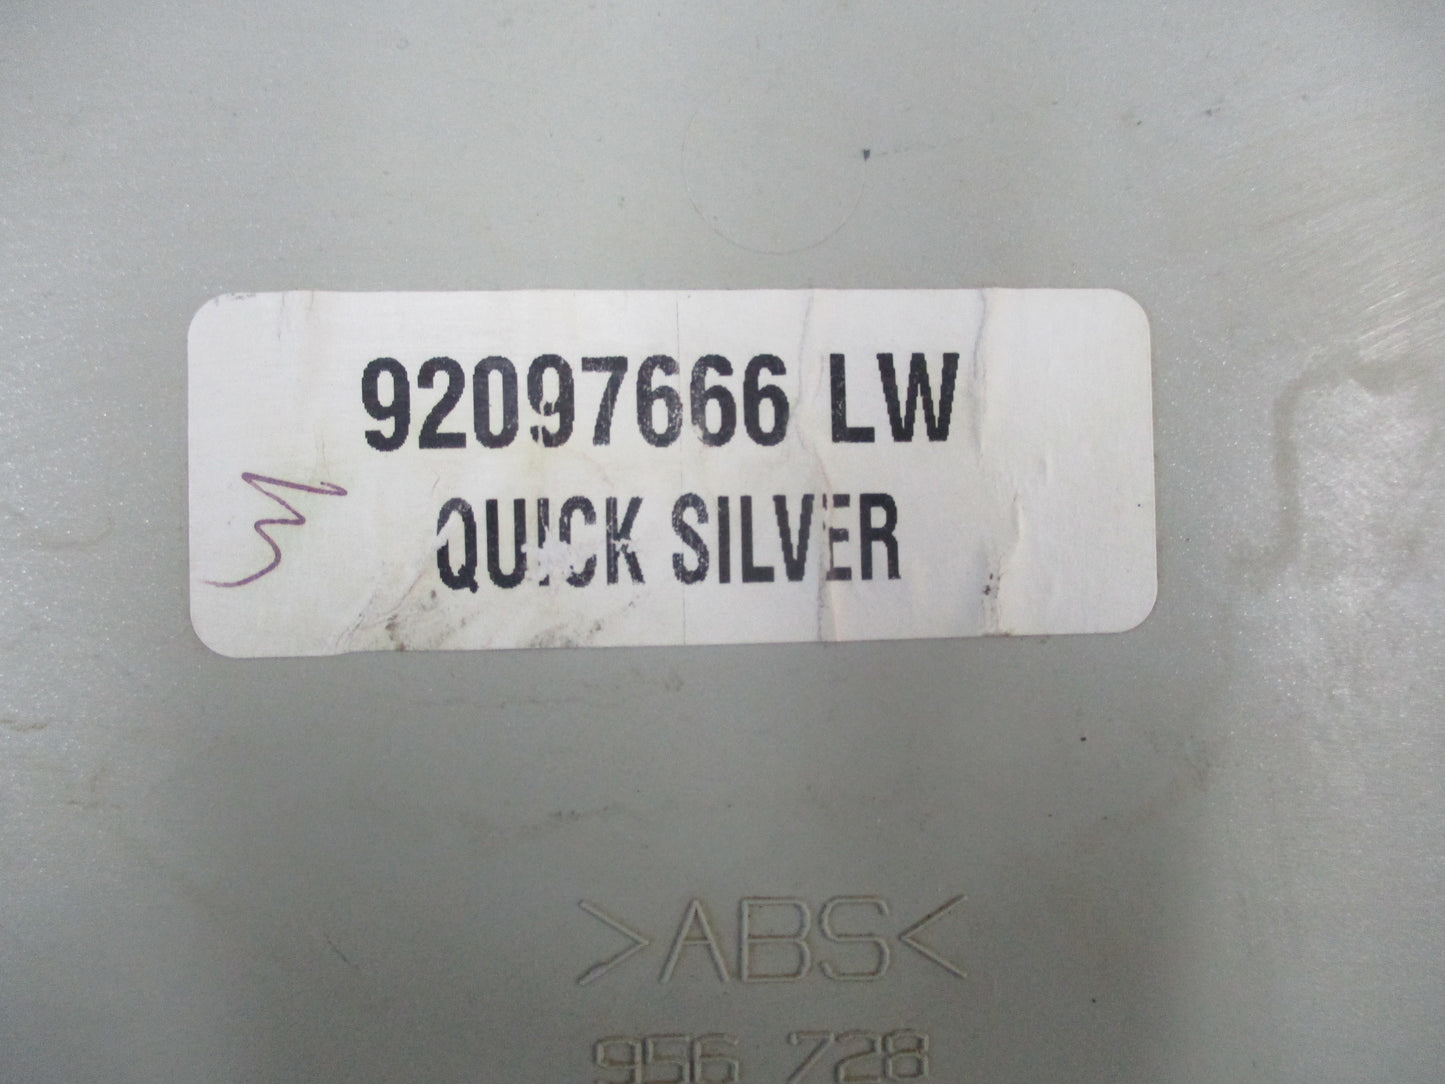 92097666 LW
QUICK SILVER
>ABS<
956 728